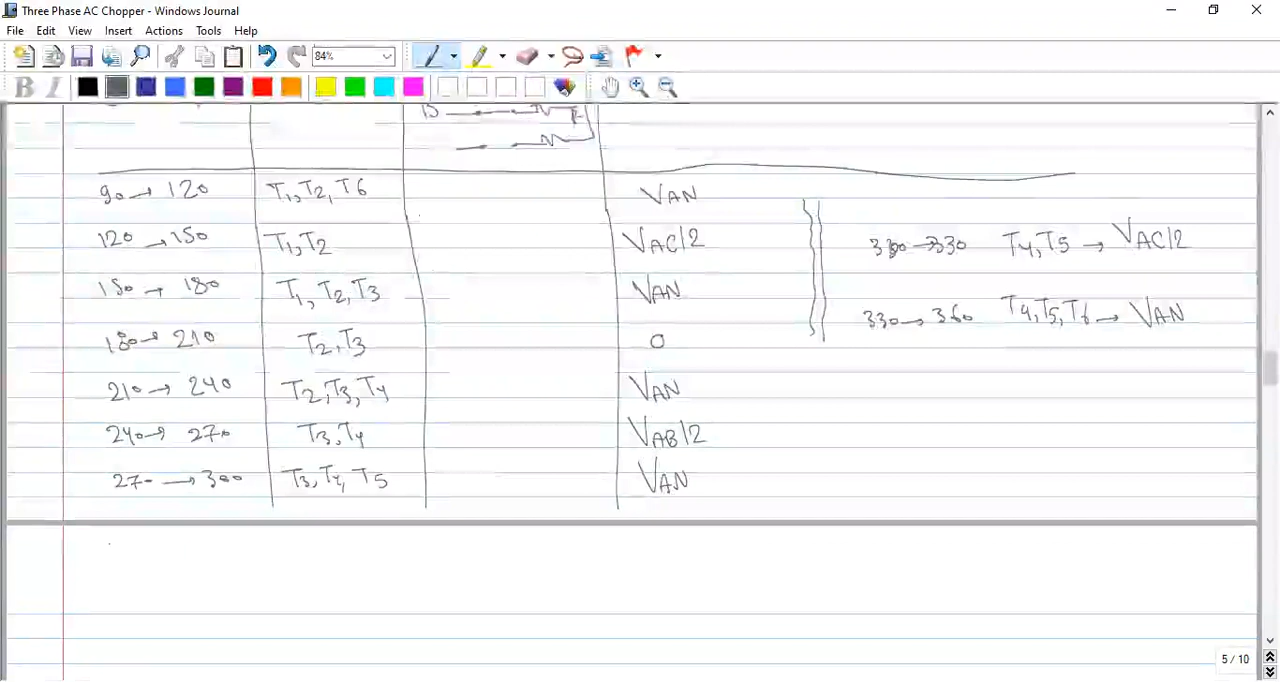 Three Phase AC Chopper - Windows Journal
File Edit View Insert Actions Tools Help
84%
B I
B
90 → 120 T1, T2, T6 VAN
120 → 150 T1, T2 VAC/2
150 → 180 T1, T2, T3 VAN
180 → 210 T2, T3 0
210 → 240 T2, T3, T4 VAN
240 → 270 T3, T4 VAB/2
270 → 300 T3, T4, T5 VAN
→ 330 T4, T5 → VAC/2
330 → 360 T4, T5, T6 → VAN
5 / 10